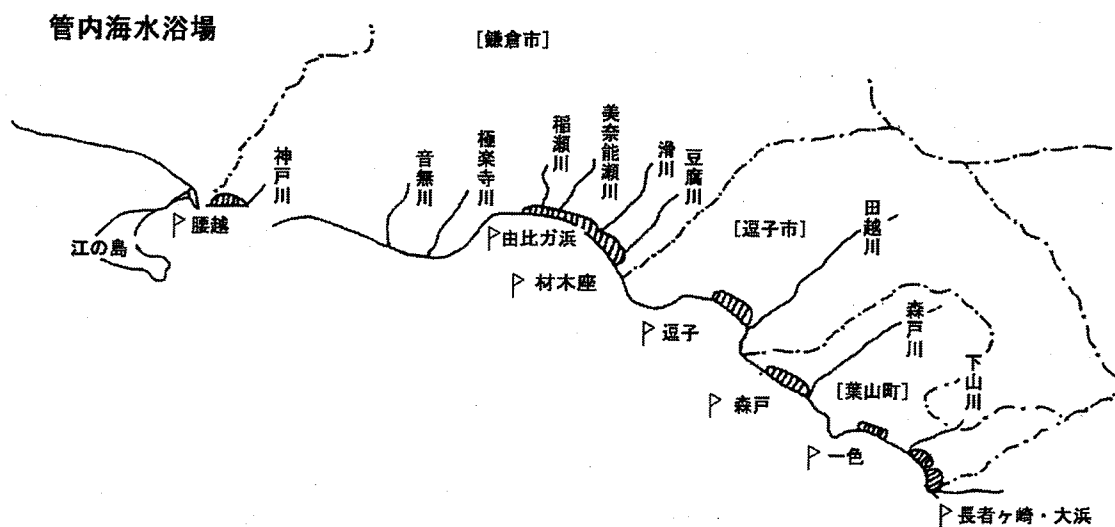 管内海水浴場
[鎌倉市]
神戸川
音無川
極楽寺川
稲瀬川
美奈能瀬川
滑川
豆腐川
腰越
江の島
由比ガ浜
材木座
[逗子市]
田越川
逗子
森戸川
下山川
[葉山町]
森戸
一色
長者ヶ崎・大浜